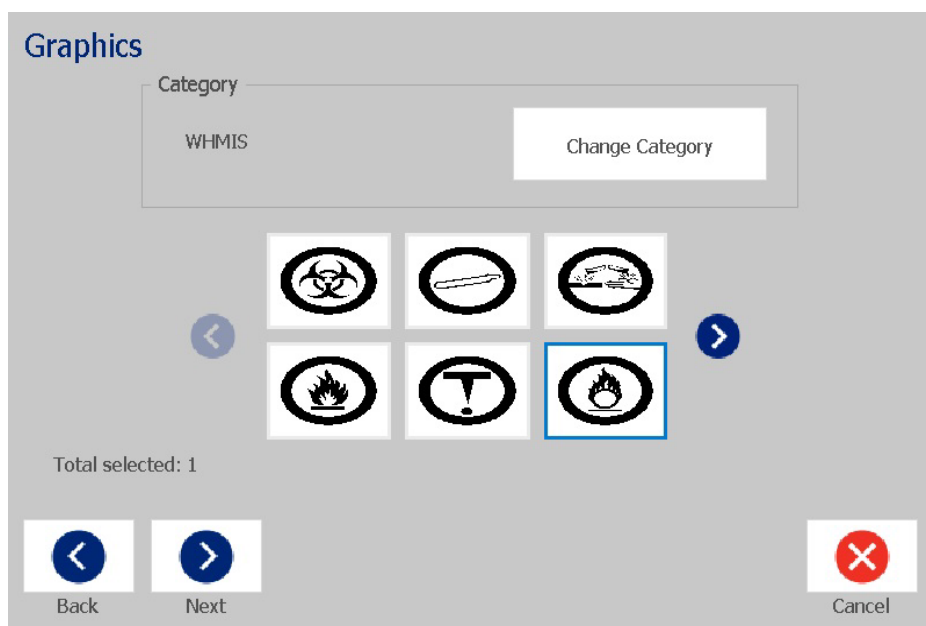 Graphics
Category
WHMIS
Change Category
Total selected: 1
Back
Next
Cancel